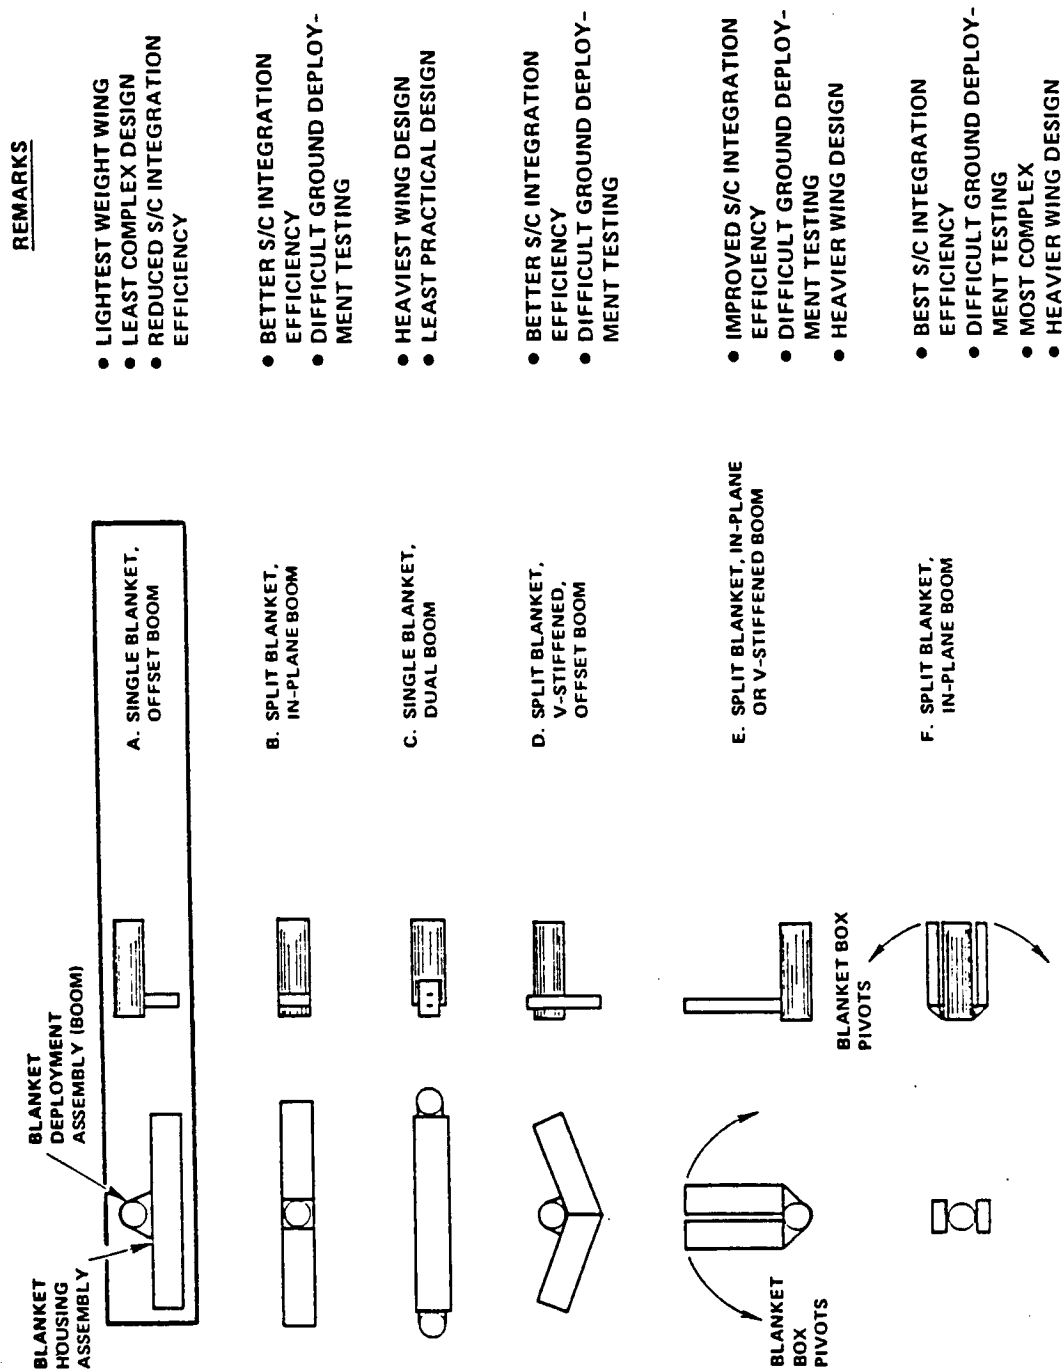 REMARKS
BLANKET
HOUSING
ASSEMBLY
BLANKET
DEPLOYMENT
ASSEMBLY (BOOM)
A. SINGLE BLANKET,
OFFSET BOOM
● LIGHTEST WEIGHT WING
● LEAST COMPLEX DESIGN
● REDUCED S/C INTEGRATION
EFFICIENCY
B. SPLIT BLANKET,
IN-PLANE BOOM
● BETTER S/C INTEGRATION
EFFICIENCY
● DIFFICULT GROUND DEPLOY-
MENT TESTING
C. SINGLE BLANKET,
DUAL BOOM
● HEAVIEST WING DESIGN
● LEAST PRACTICAL DESIGN
D. SPLIT BLANKET,
V-STIFFENED,
OFFSET BOOM
● BETTER S/C INTEGRATION
EFFICIENCY
● DIFFICULT GROUND DEPLOY-
MENT TESTING
BLANKET
BOX
PIVOTS
E. SPLIT BLANKET, IN-PLANE
OR V-STIFFENED BOOM
● IMPROVED S/C INTEGRATION
EFFICIENCY
● DIFFICULT GROUND DEPLOY-
MENT TESTING
● HEAVIER WING DESIGN
BLANKET BOX
PIVOTS
F. SPLIT BLANKET,
IN-PLANE BOOM
● BEST S/C INTEGRATION
EFFICIENCY
● DIFFICULT GROUND DEPLOY-
MENT TESTING
● MOST COMPLEX
● HEAVIER WING DESIGN